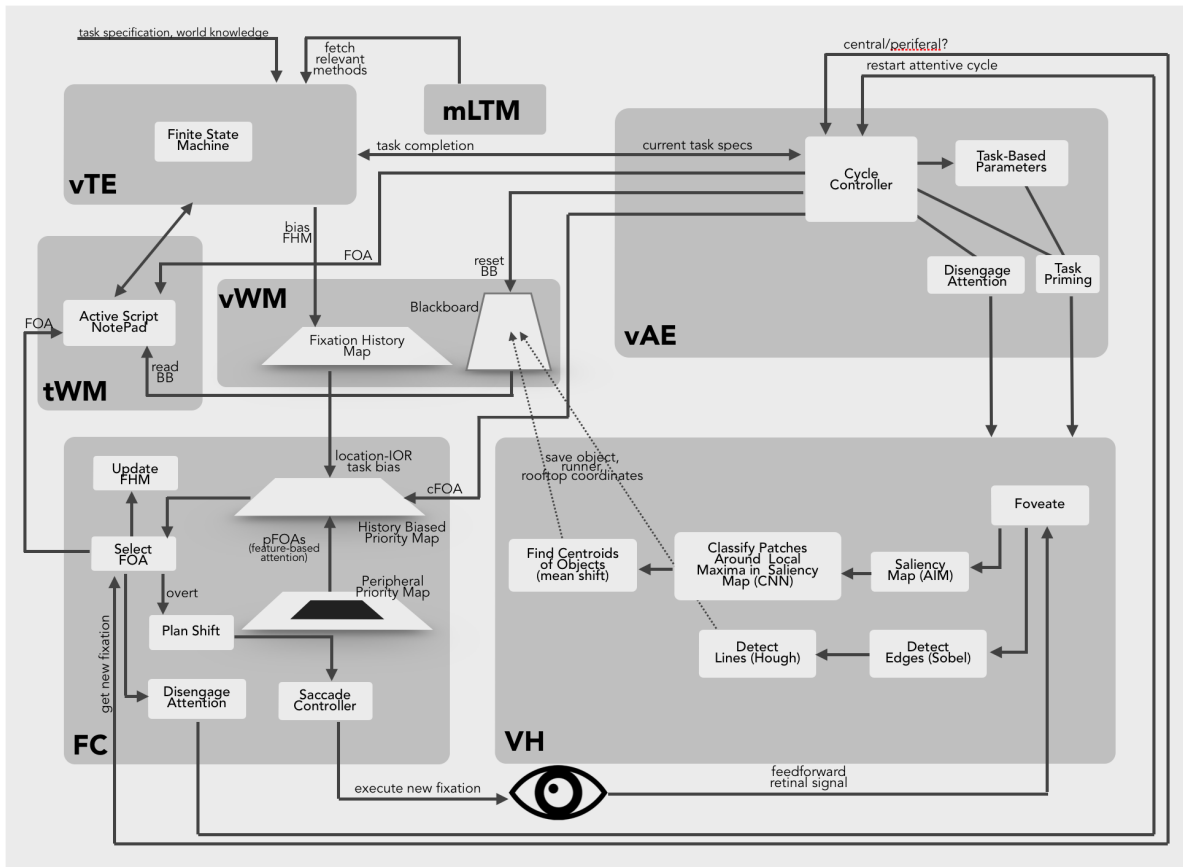 task specification, world knowledge
fetch
relevant
methods
central/periferal?
restart attentive cycle
mLTM
Finite State
Machine
vTE
task completion
current task specs
Cycle
Controller
Task-Based
Parameters
bias
FHM
FOA
reset
BB
Disengage
Attention
Task
Priming
vAE
vWM
Blackboard
Fixation History
Map
FOA
Active Script
NotePad
read
BB
tWM
location-IOR
task bias
save object,
runner,
rooftop coordinates
Update
FHM
cFOA
History Biased
Priority Map
Select
FOA
pFOAs
(feature-based
attention)
Peripheral
Priority Map
overt
Plan Shift
get new fixation
Disengage
Attention
Saccade
Controller
FC
Foveate
Find Centroids
of Objects
(mean shift)
Classify Patches
Around Local
Maxima in Saliency
Map (CNN)
Saliency
Map (AIM)
Detect
Lines (Hough)
Detect
Edges (Sobel)
VH
execute new fixation
feedforward
retinal signal